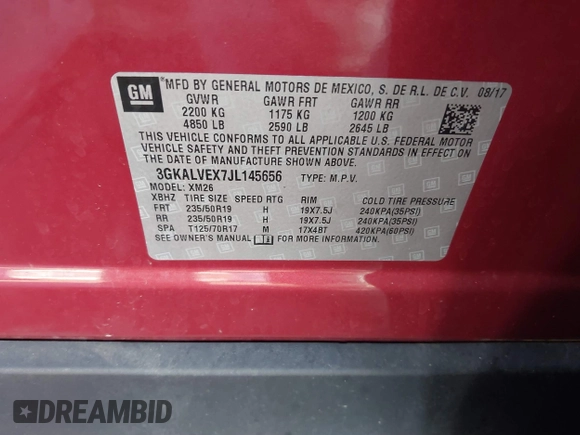 GM
MFD BY GENERAL MOTORS DE MEXICO, S. DE R.L. DE C.V. 08/17
GVWR GAWR FRT GAWR RR
2200 KG 1175 KG 1200 KG
4850 LB 2590 LB 2645 LB
THIS VEHICLE CONFORMS TO ALL APPLICABLE U.S. FEDERAL MOTOR
VEHICLE SAFETY AND THEFT PREVENTION STANDARDS IN EFFECT
ON THE DATE OF MANUFACTURE SHOWN ABOVE.
3GKALVEX7JL145656 TYPE: M.P.V.
MODEL: XM26
XBHZ TIRE SIZE SPEED RTG RIM COLD TIRE PRESSURE
FRT 235/50R19 H 19X7.5J 240KPA(35PSI)
RR 235/50R19 H 19X7.5J 240KPA(35PSI)
SPA T125/70R17 M 17X4BT 420KPA(60PSI)
SEE OWNER'S MANUAL FOR MORE INFORMATION.
DREAMBID